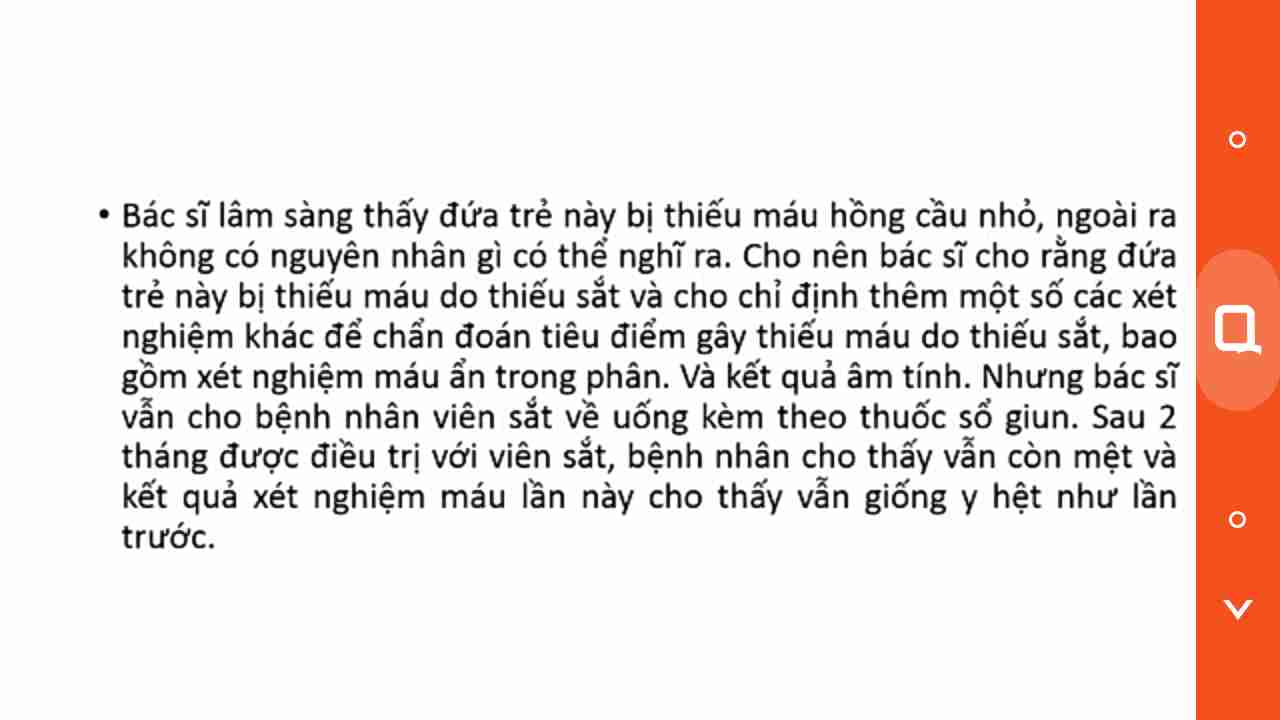 • Bác sĩ lâm sàng thấy đứa trẻ này bị thiếu máu hồng cầu nhỏ, ngoài ra
không có nguyên nhân gì có thể nghĩ ra. Cho nên bác sĩ cho rằng đứa
trẻ này bị thiếu máu do thiếu sắt và cho chỉ định thêm một số các xét
nghiệm khác để chẩn đoán tiêu điểm gây thiếu máu do thiếu sắt, bao
gồm xét nghiệm máu ẩn trong phân. Và kết quả âm tính. Nhưng bác sĩ
vẫn cho bệnh nhân viên sắt về uống kèm theo thuốc sổ giun. Sau 2
tháng được điều trị với viên sắt, bệnh nhân cho thấy vẫn còn mệt và
kết quả xét nghiệm máu lần này cho thấy vẫn giống y hệt như lần
trước.